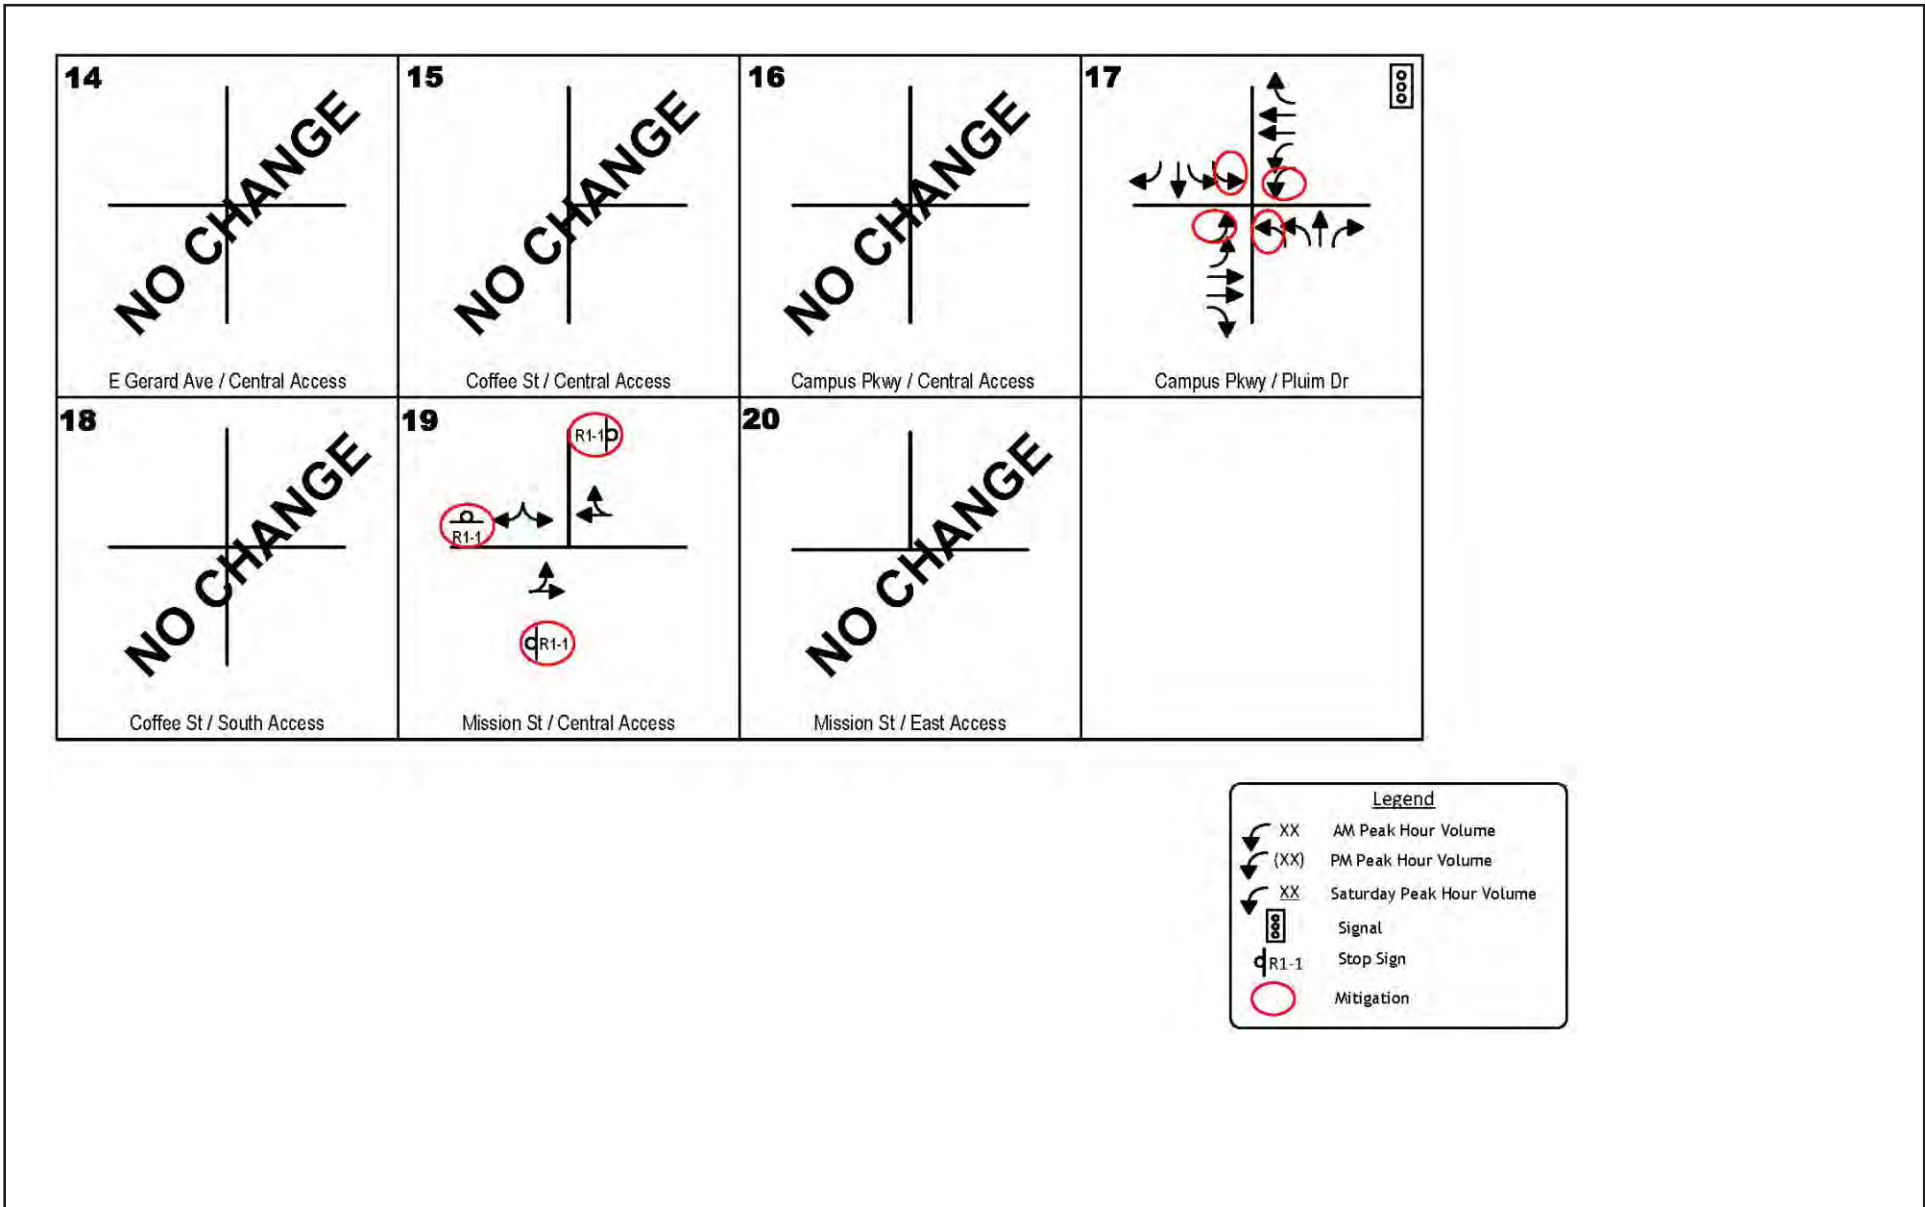 14
NO CHANGE
E Gerard Ave / Central Access
15
NO CHANGE
Coffee St / Central Access
16
NO CHANGE
Campus Pkwy / Central Access
17
Campus Pkwy / Pluim Dr
18
NO CHANGE
Coffee St / South Access
19
R1-1
R1-1
R1-1
Mission St / Central Access
20
NO CHANGE
Mission St / East Access
Legend
XX AM Peak Hour Volume
(XX) PM Peak Hour Volume
XX Saturday Peak Hour Volume
Signal
R1-1 Stop Sign
Mitigation